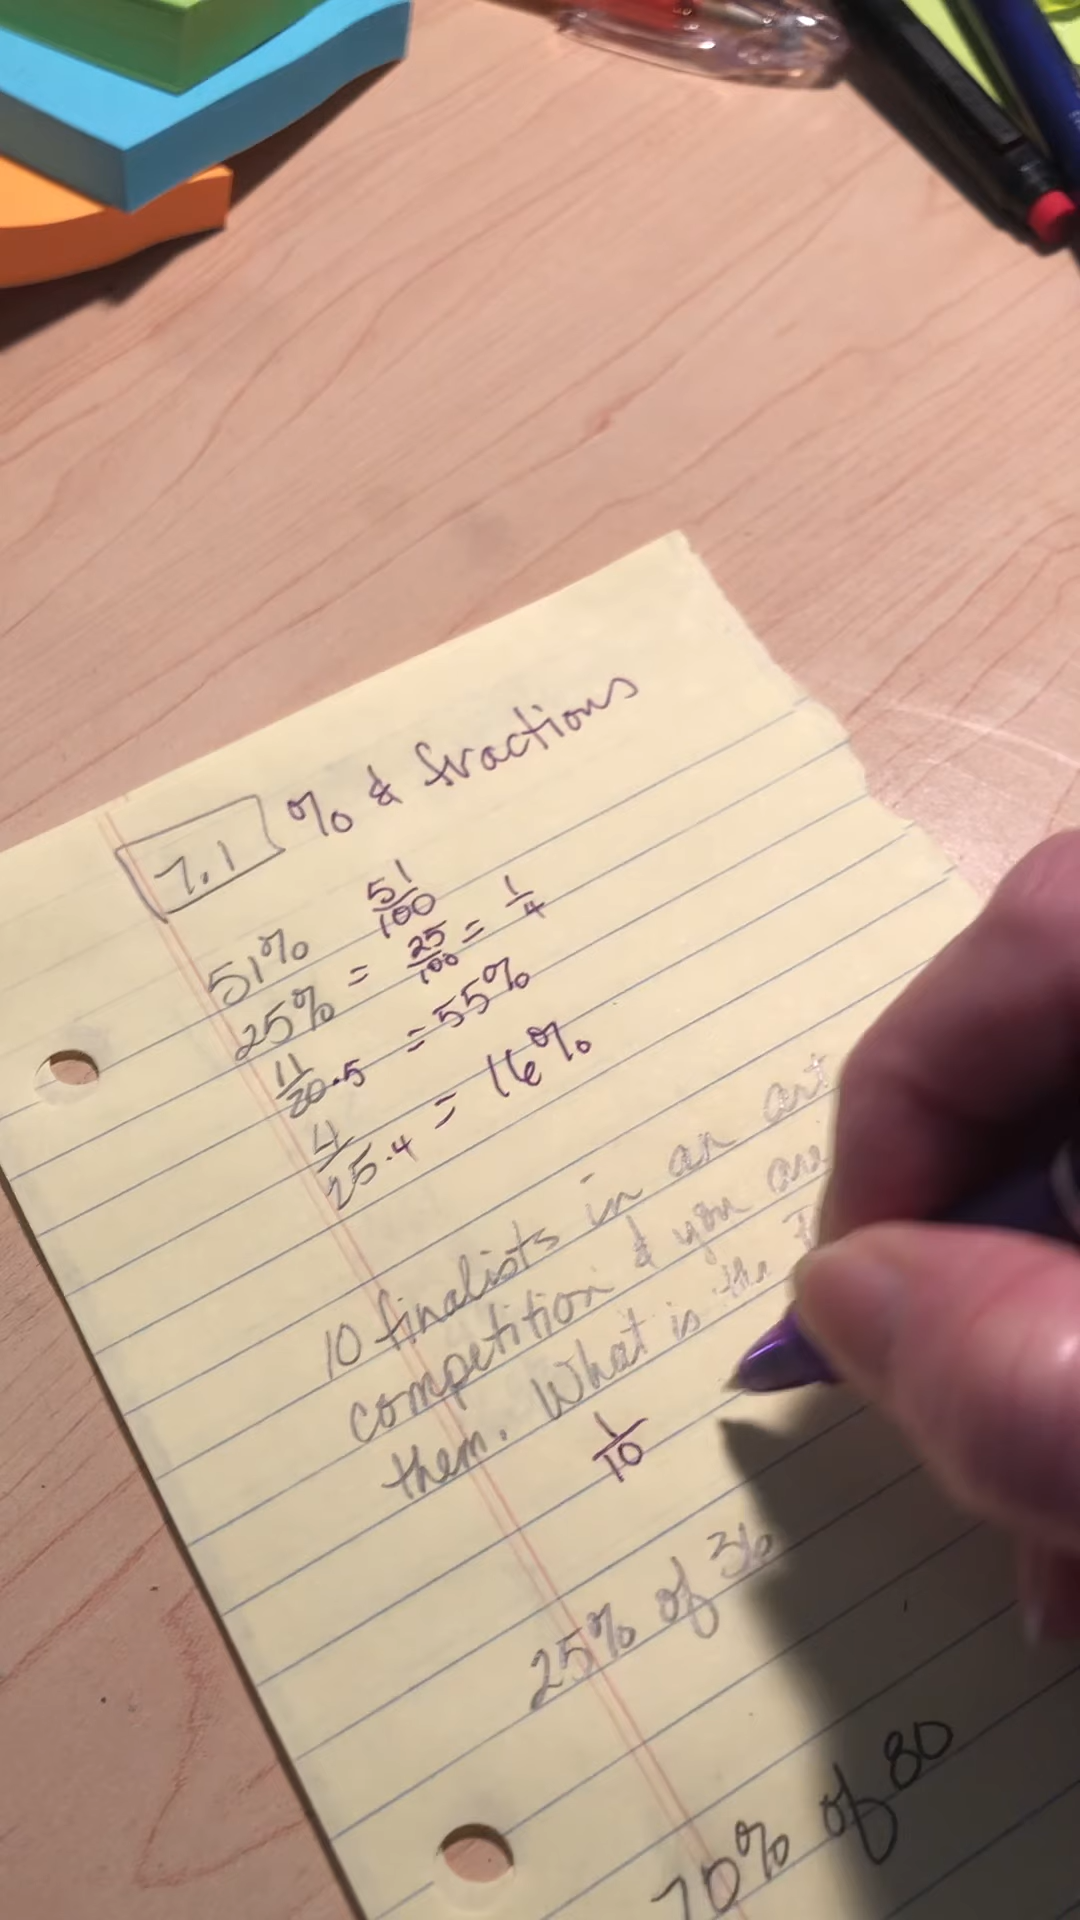 7.1 % & fractions
51% 51/100
25% = 25/100 = 1/4
11/20 · 5 = 55%
4/25 · 4 = 16%
10 finalists in an art
competition & you are
them. What is the
1/10
25% of 36
70% of 80